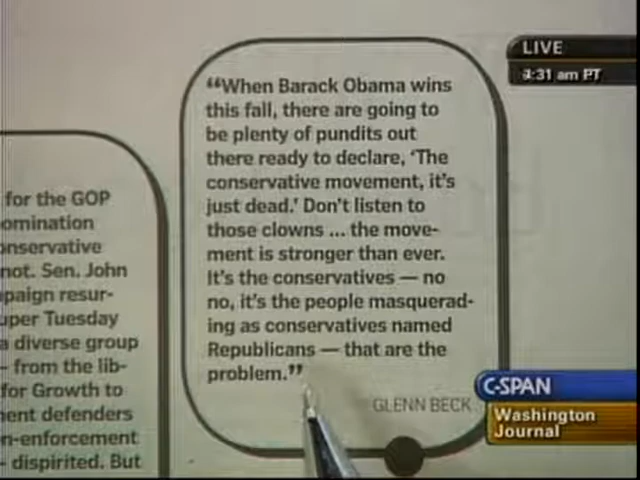 “When Barack Obama wins
this fall, there are going to
be plenty of pundits out
there ready to declare, ‘The
conservative movement, it’s
just dead.’ Don’t listen to
those clowns ... the move-
ment is stronger than ever.
It’s the conservatives — no
no, it’s the people masquerad-
ing as conservatives named
Republicans — that are the
problem.”
GLENN BECK
for the GOP
omination
onservative
not. Sen. John
paign resur-
uper Tuesday
a diverse group
– from the lib-
for Growth to
ent defenders
n-enforcement
– dispirited. But
LIVE
4:31 am PT
C-SPAN
Washington
Journal